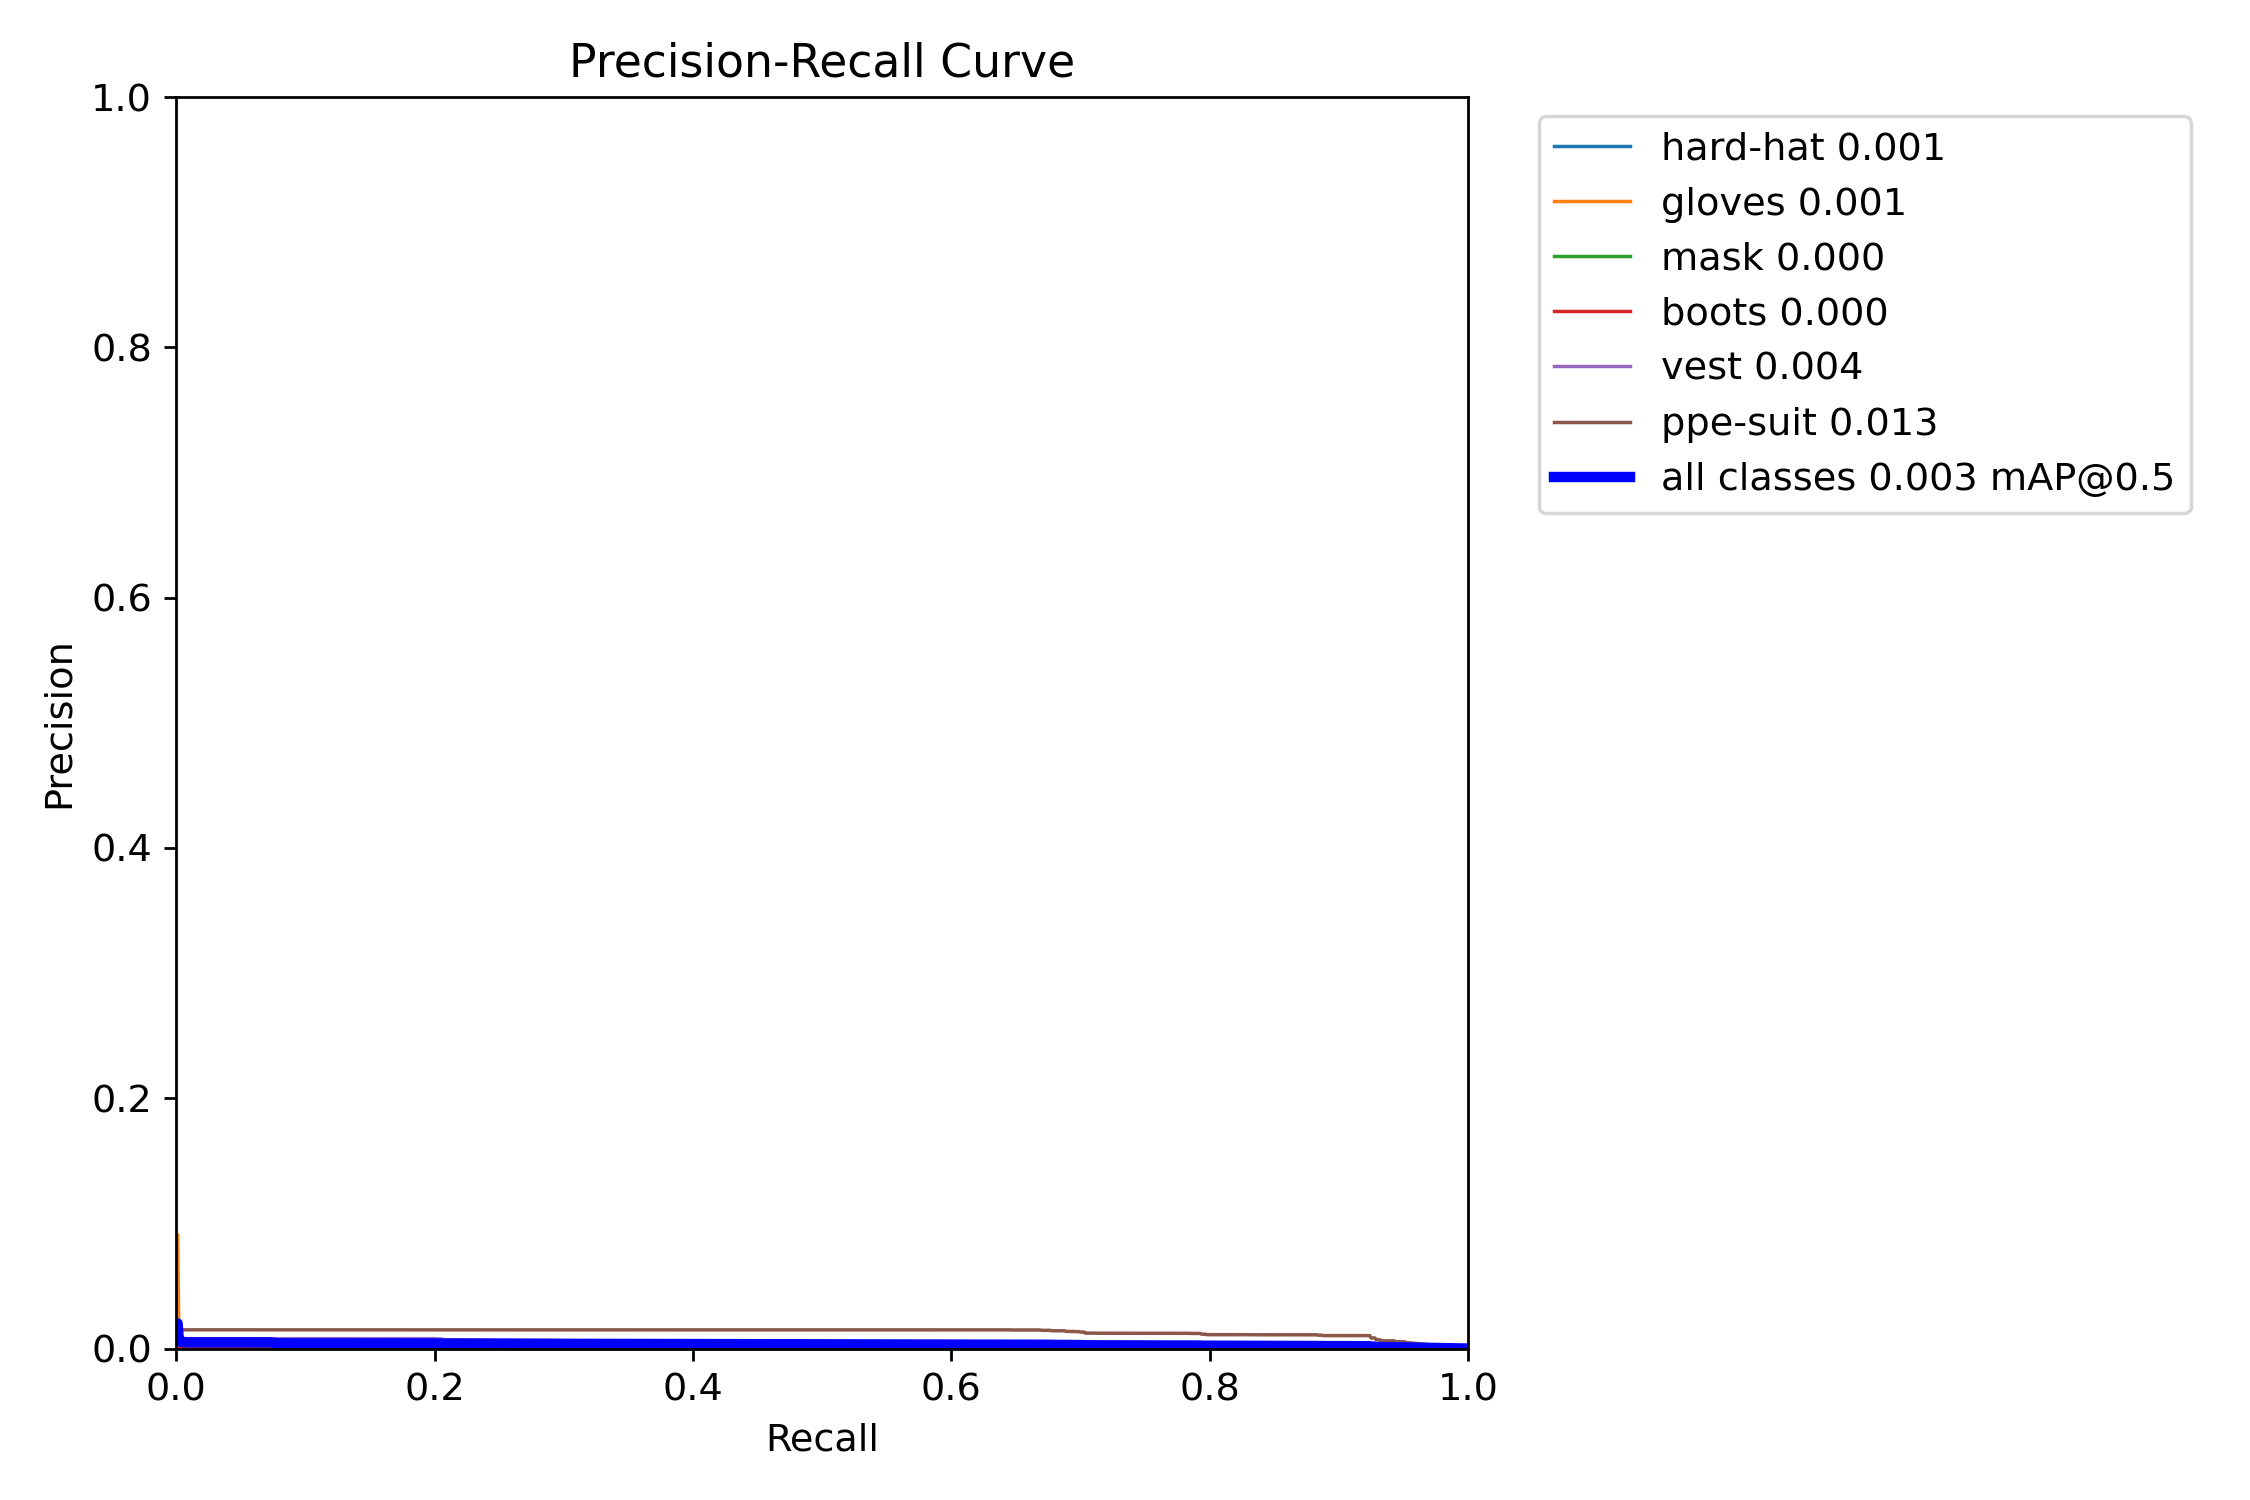 Precision-Recall Curve
1.0
0.8
0.6
0.4
0.2
0.0
Precision
0.0 0.2 0.4 0.6 0.8 1.0
Recall
hard-hat 0.001
gloves 0.001
mask 0.000
boots 0.000
vest 0.004
ppe-suit 0.013
all classes 0.003 mAP@0.5